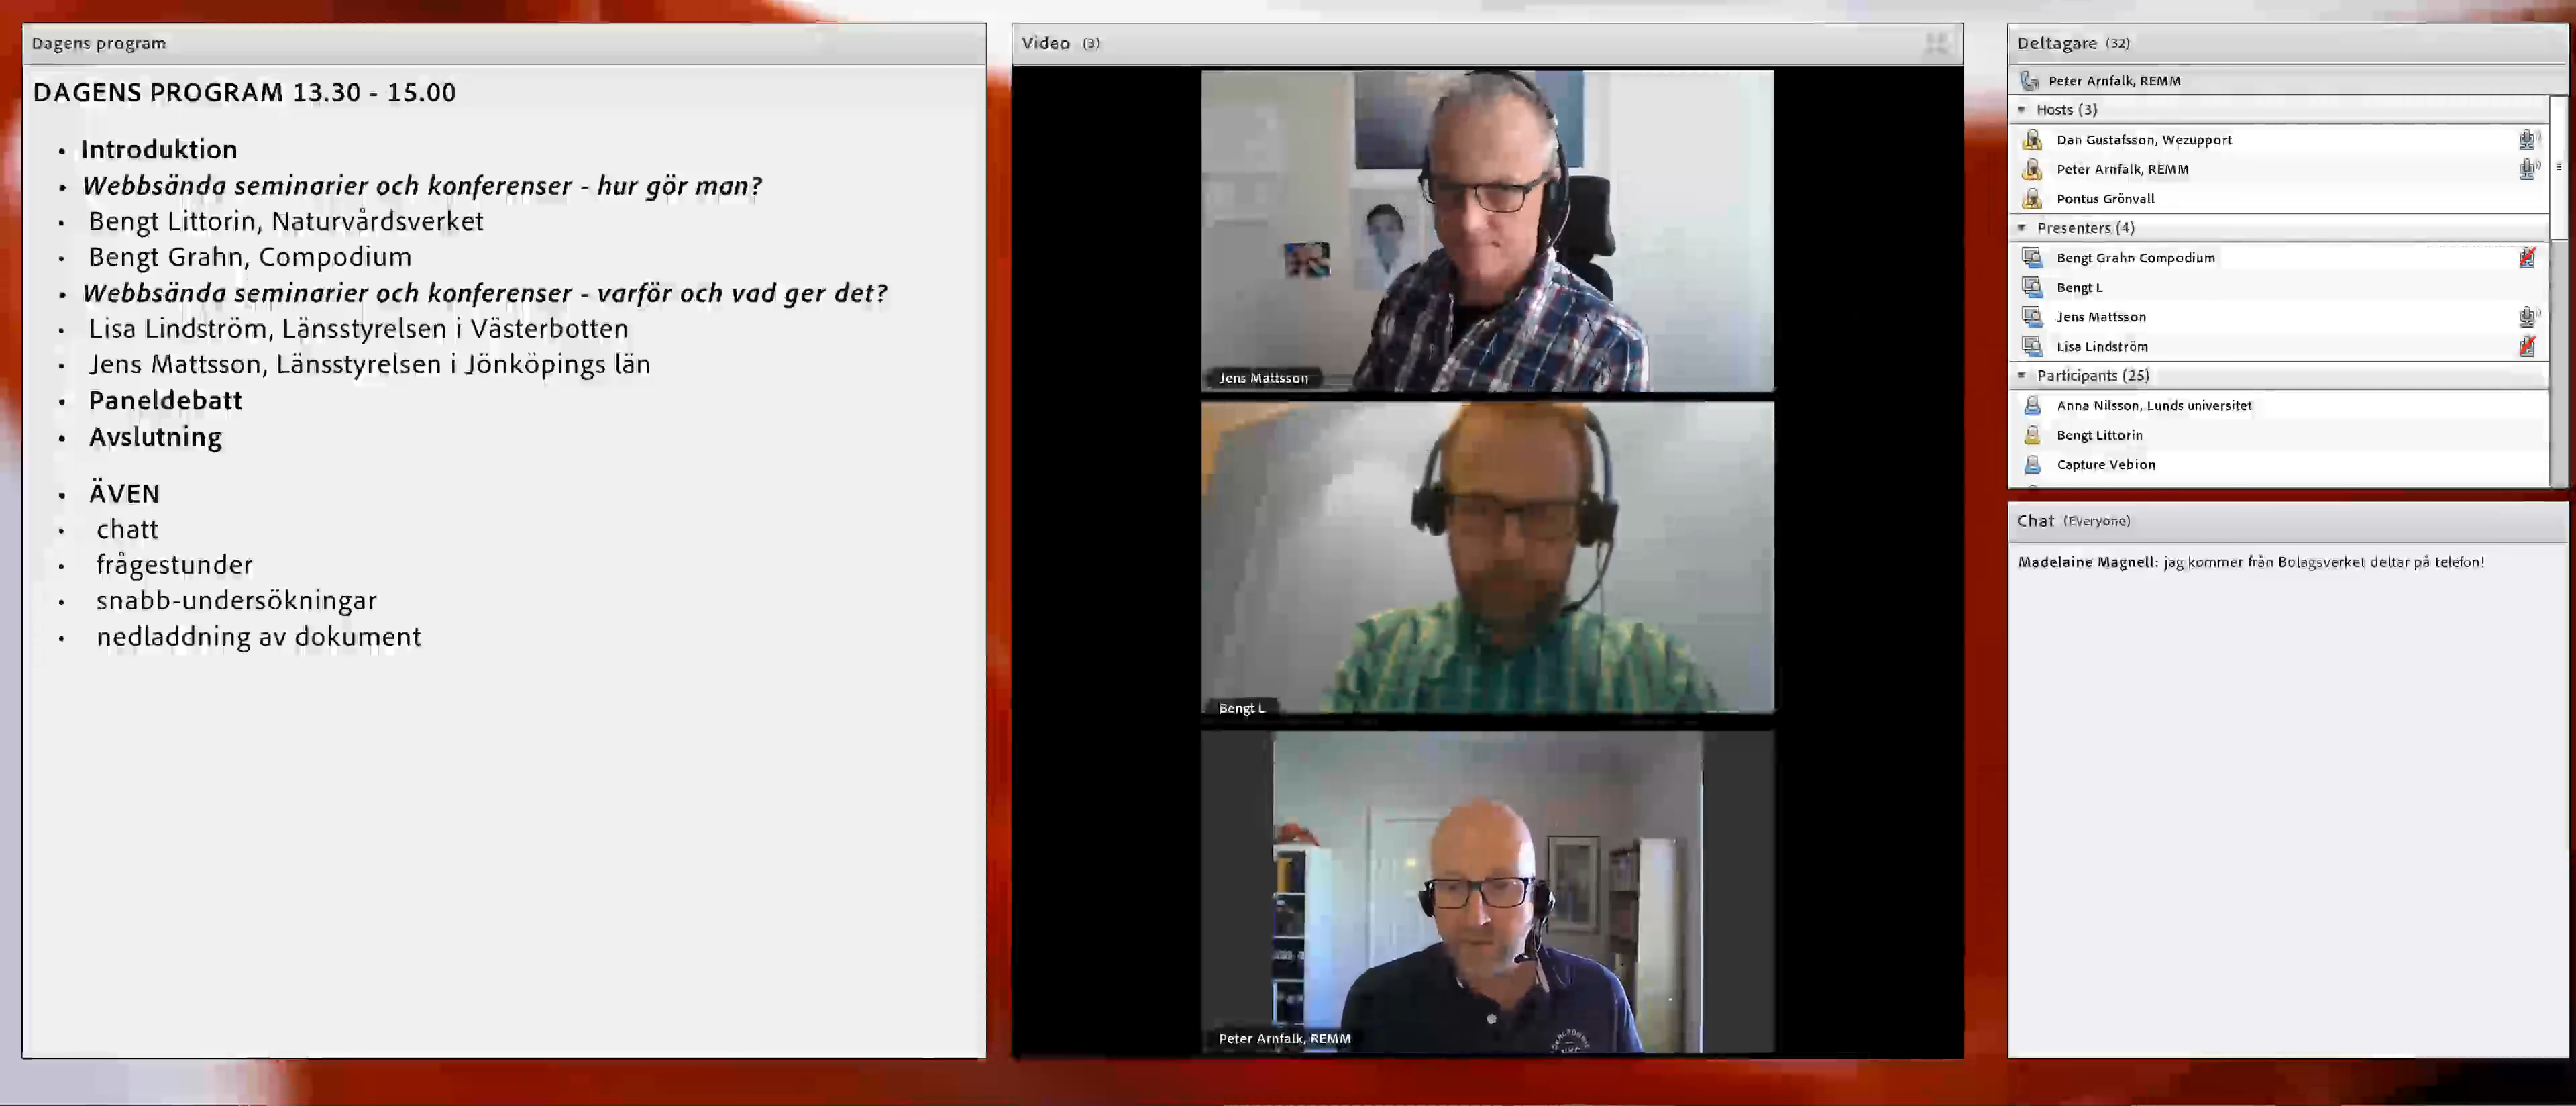 Dagens program
DAGENS PROGRAM 13.30 - 15.00
• Introduktion
• Webbsända seminarier och konferenser - hur gör man?
• Bengt Littorin, Naturvårdsverket
• Bengt Grahn, Compodium
• Webbsända seminarier och konferenser - varför och vad ger det?
• Lisa Lindström, Länsstyrelsen i Västerbotten
• Jens Mattsson, Länsstyrelsen i Jönköpings län
• Paneldebatt
• Avslutning
• ÄVEN
• chatt
• frågestunder
• snabb-undersökningar
• nedladdning av dokument
Video (3)
Jens Mattsson
Bengt L
Peter Arnfalk, REMM
Deltagare (32)
Peter Arnfalk, REMM
Hosts (3)
Dan Gustafsson, Wezupport
Peter Arnfalk, REMM
Pontus Grönvall
Presenters (4)
Bengt Grahn Compodium
Bengt L
Jens Mattsson
Lisa Lindström
Participants (25)
Anna Nilsson, Lunds universitet
Bengt Littorin
Capture Vebion
Chat (Everyone)
Madelaine Magnell: jag kommer från Bolagsverket deltar på telefon!